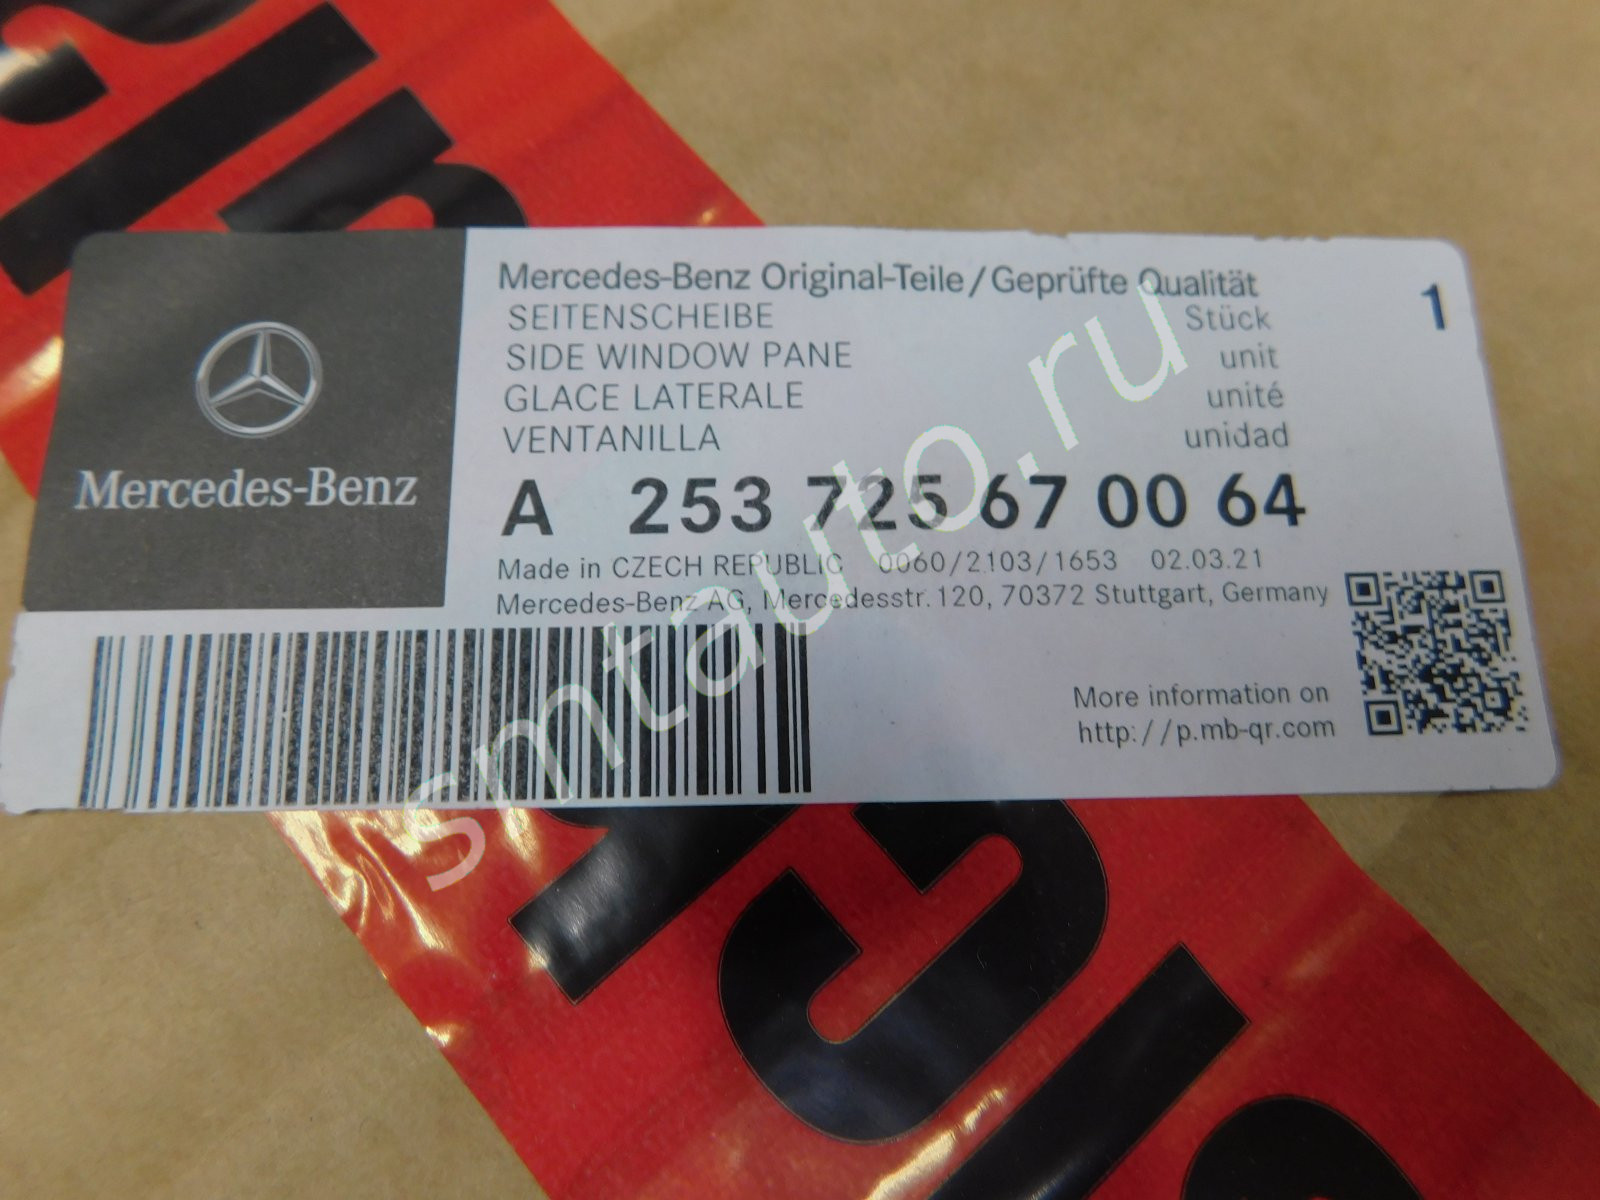 Mercedes-Benz
Mercedes-Benz Original-Teile/Geprüfte Qualität
SEITENSCHEIBE Stück 1
SIDE WINDOW PANE unit
GLACE LATERALE unité
VENTANILLA unidad
A 253 725 67 00 64
Made in CZECH REPUBLIC 0060/2103/1653 02.03.21
Mercedes-Benz AG, Mercedesstr. 120, 70372 Stuttgart, Germany
More information on
http://p.mb-qr.com
smtauto.ru